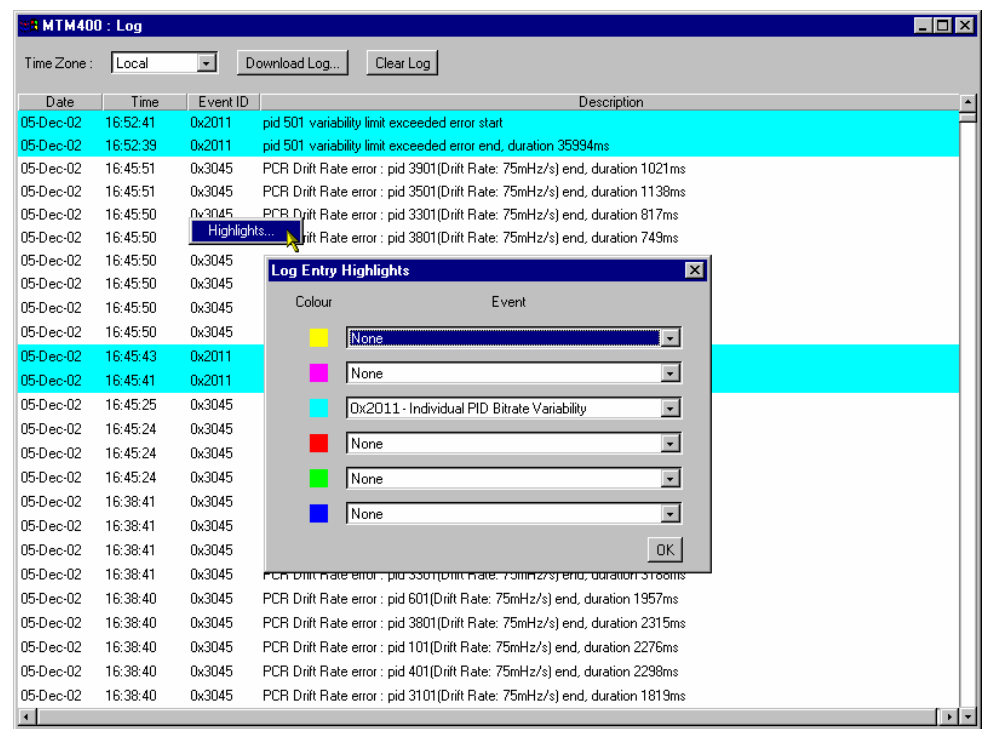 MTM400 : Log
Time Zone : Local Download Log... Clear Log
Date Time Event ID Description
05-Dec-02 16:52:41 0x2011 pid 501 variability limit exceeded error start
05-Dec-02 16:52:39 0x2011 pid 501 variability limit exceeded error end, duration 35994ms
05-Dec-02 16:45:51 0x3045 PCR Drift Rate error : pid 3901(Drift Rate: 75mHz/s) end, duration 1021ms
05-Dec-02 16:45:51 0x3045 PCR Drift Rate error : pid 3501(Drift Rate: 75mHz/s) end, duration 1138ms
05-Dec-02 16:45:50 0x3045 PCR Drift Rate error : pid 3301(Drift Rate: 75mHz/s) end, duration 817ms
Highlights...
05-Dec-02 16:45:50 Rate error : pid 3801(Drift Rate: 75mHz/s) end, duration 749ms
05-Dec-02 16:45:50 0x3045
05-Dec-02 16:45:50 0x3045
05-Dec-02 16:45:50 0x3045
05-Dec-02 16:45:50 0x3045
05-Dec-02 16:45:43 0x2011
05-Dec-02 16:45:41 0x2011
05-Dec-02 16:45:25 0x3045
05-Dec-02 16:45:24 0x3045
05-Dec-02 16:45:24 0x3045
05-Dec-02 16:45:24 0x3045
05-Dec-02 16:38:41 0x3045
05-Dec-02 16:38:41 0x3045
05-Dec-02 16:38:41 0x3045
05-Dec-02 16:38:41 0x3045 PCR Drift Rate error : pid 3301(Drift Rate: 75mHz/s) end, duration 3188ms
05-Dec-02 16:38:40 0x3045 PCR Drift Rate error : pid 601(Drift Rate: 75mHz/s) end, duration 1957ms
05-Dec-02 16:38:40 0x3045 PCR Drift Rate error : pid 3801(Drift Rate: 75mHz/s) end, duration 2315ms
05-Dec-02 16:38:40 0x3045 PCR Drift Rate error : pid 101(Drift Rate: 75mHz/s) end, duration 2276ms
05-Dec-02 16:38:40 0x3045 PCR Drift Rate error : pid 401(Drift Rate: 75mHz/s) end, duration 2298ms
05-Dec-02 16:38:40 0x3045 PCR Drift Rate error : pid 3101(Drift Rate: 75mHz/s) end, duration 1819ms
Log Entry Highlights
Colour Event
None
None
0x2011 - Individual PID Bitrate Variability
None
None
None
OK